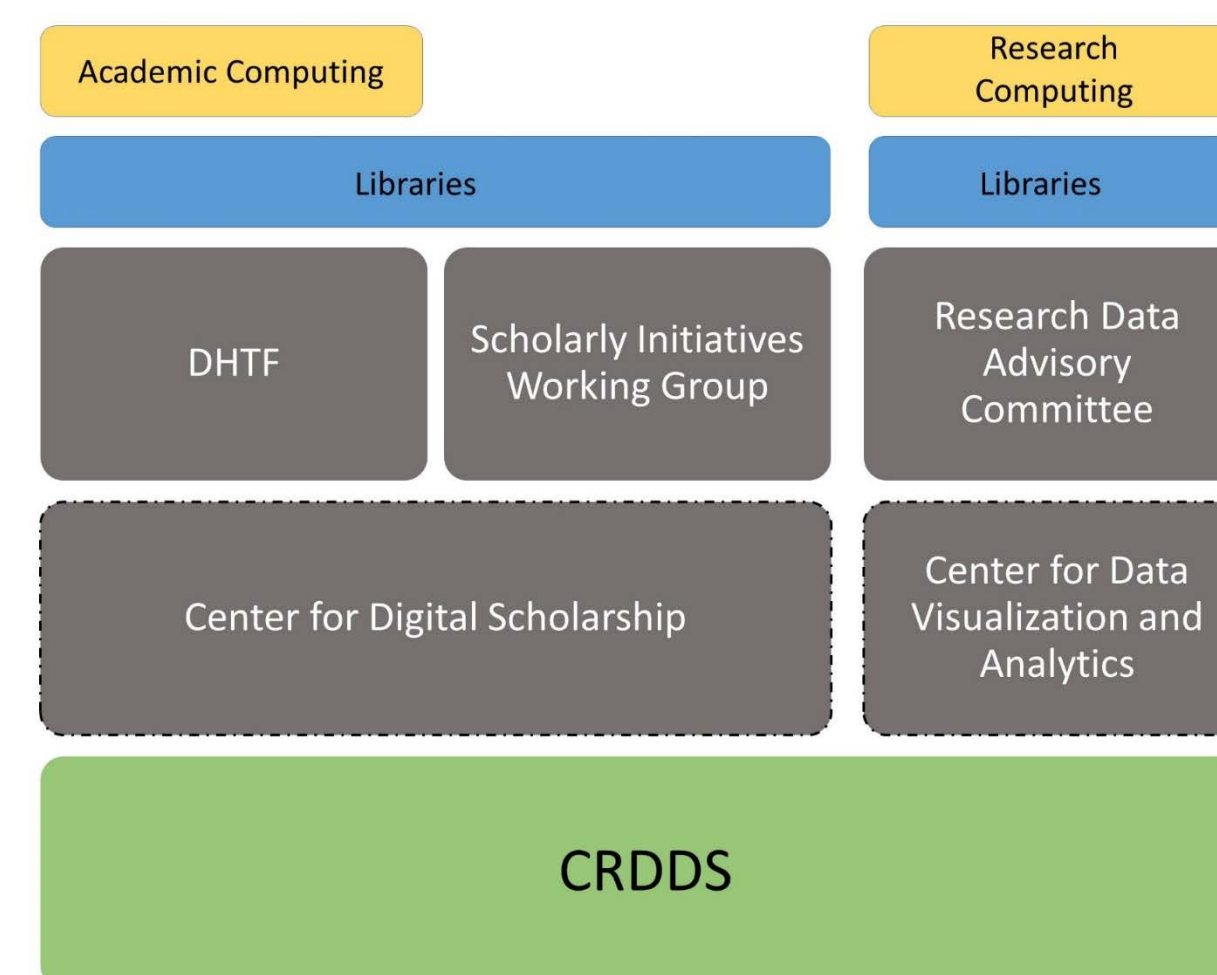 Academic Computing
Research
Computing
Libraries
Libraries
DHTF
Scholarly Initiatives
Working Group
Research Data
Advisory
Committee
Center for Digital Scholarship
Center for Data
Visualization and
Analytics
CRDDS